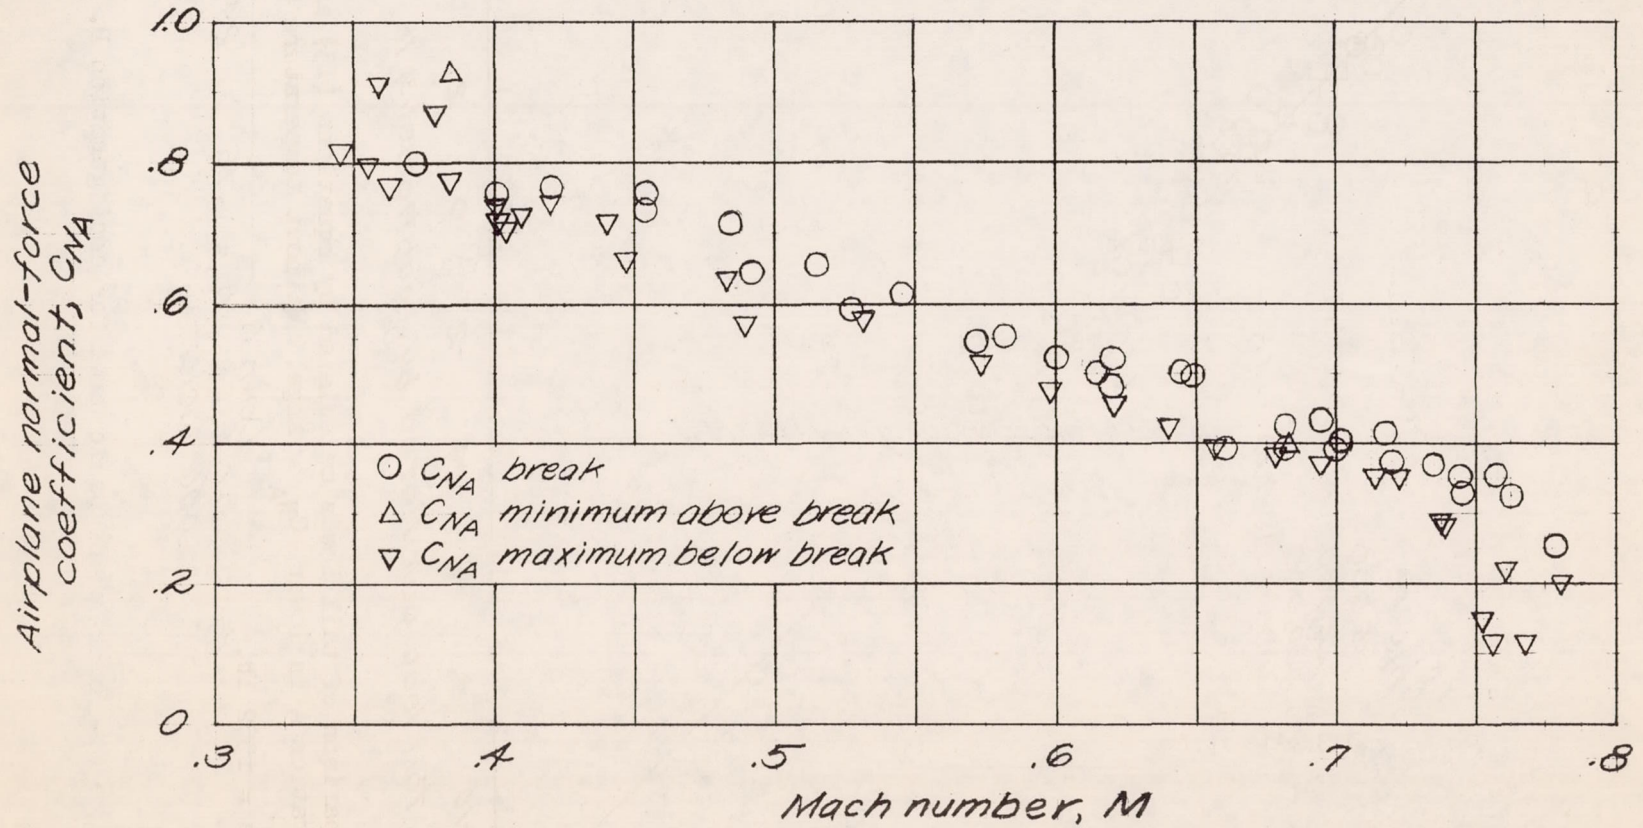 1.0
.8
.6
.4
.2
0
Airplane normal-force
coefficient, CNA
CNA break
CNA minimum above break
CNA maximum below break
.3 .4 .5 .6 .7 .8
Mach number, M